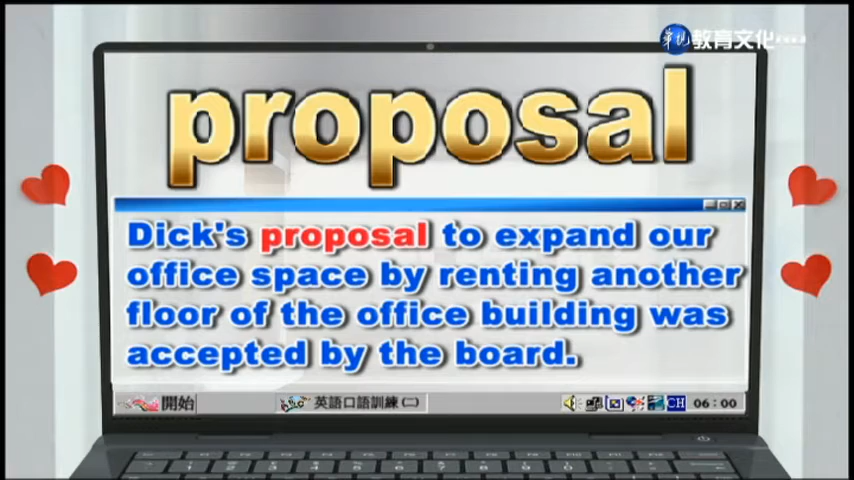 華視教育文化
proposal
Dick's proposal to expand our
office space by renting another
floor of the office building was
accepted by the board.
開始
英語口語訓練(二)
CH
06:00